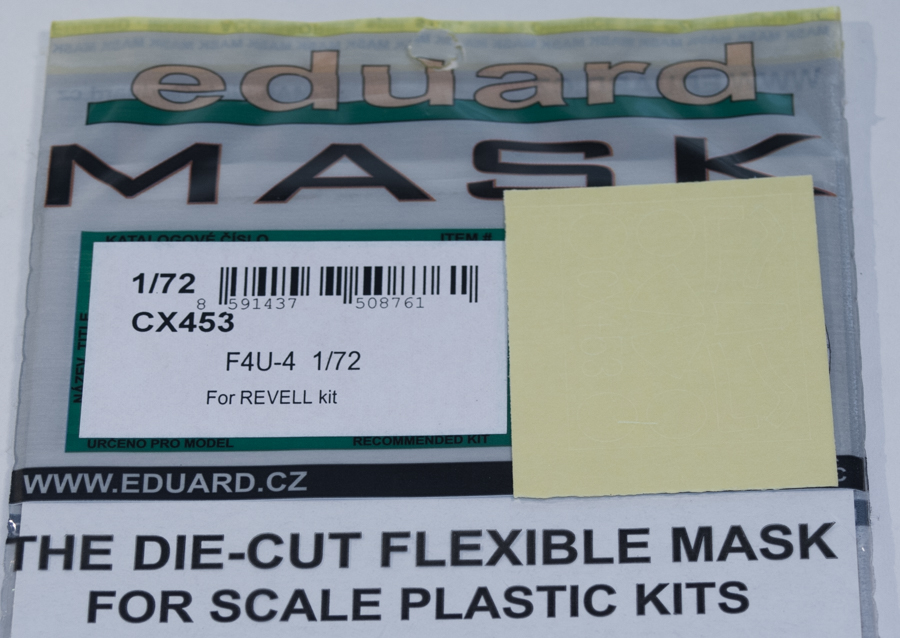 eduard
MASK
KATALOGOVÉ ČÍSLO ITEM #
1/72
8 591437 508761
CX453
F4U-4 1/72
For REVELL kit
NÁZEV TITLE
URČENO PRO MODEL RECOMMENDED KIT
WWW.EDUARD.CZ
THE DIE-CUT FLEXIBLE MASK
FOR SCALE PLASTIC KITS